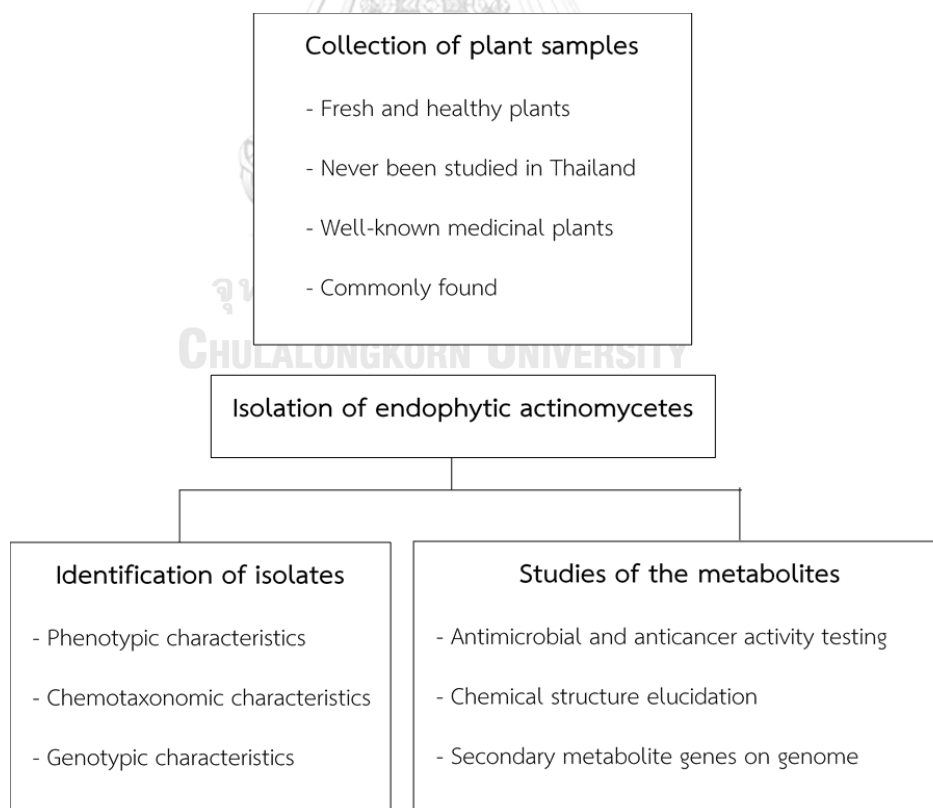 Collection of plant samples
- Fresh and healthy plants
- Never been studied in Thailand
- Well-known medicinal plants
- Commonly found
CHULALONGKORN UNIVERSITY
Isolation of endophytic actinomycetes
Identification of isolates
- Phenotypic characteristics
- Chemotaxonomic characteristics
- Genotypic characteristics
Studies of the metabolites
- Antimicrobial and anticancer activity testing
- Chemical structure elucidation
- Secondary metabolite genes on genome